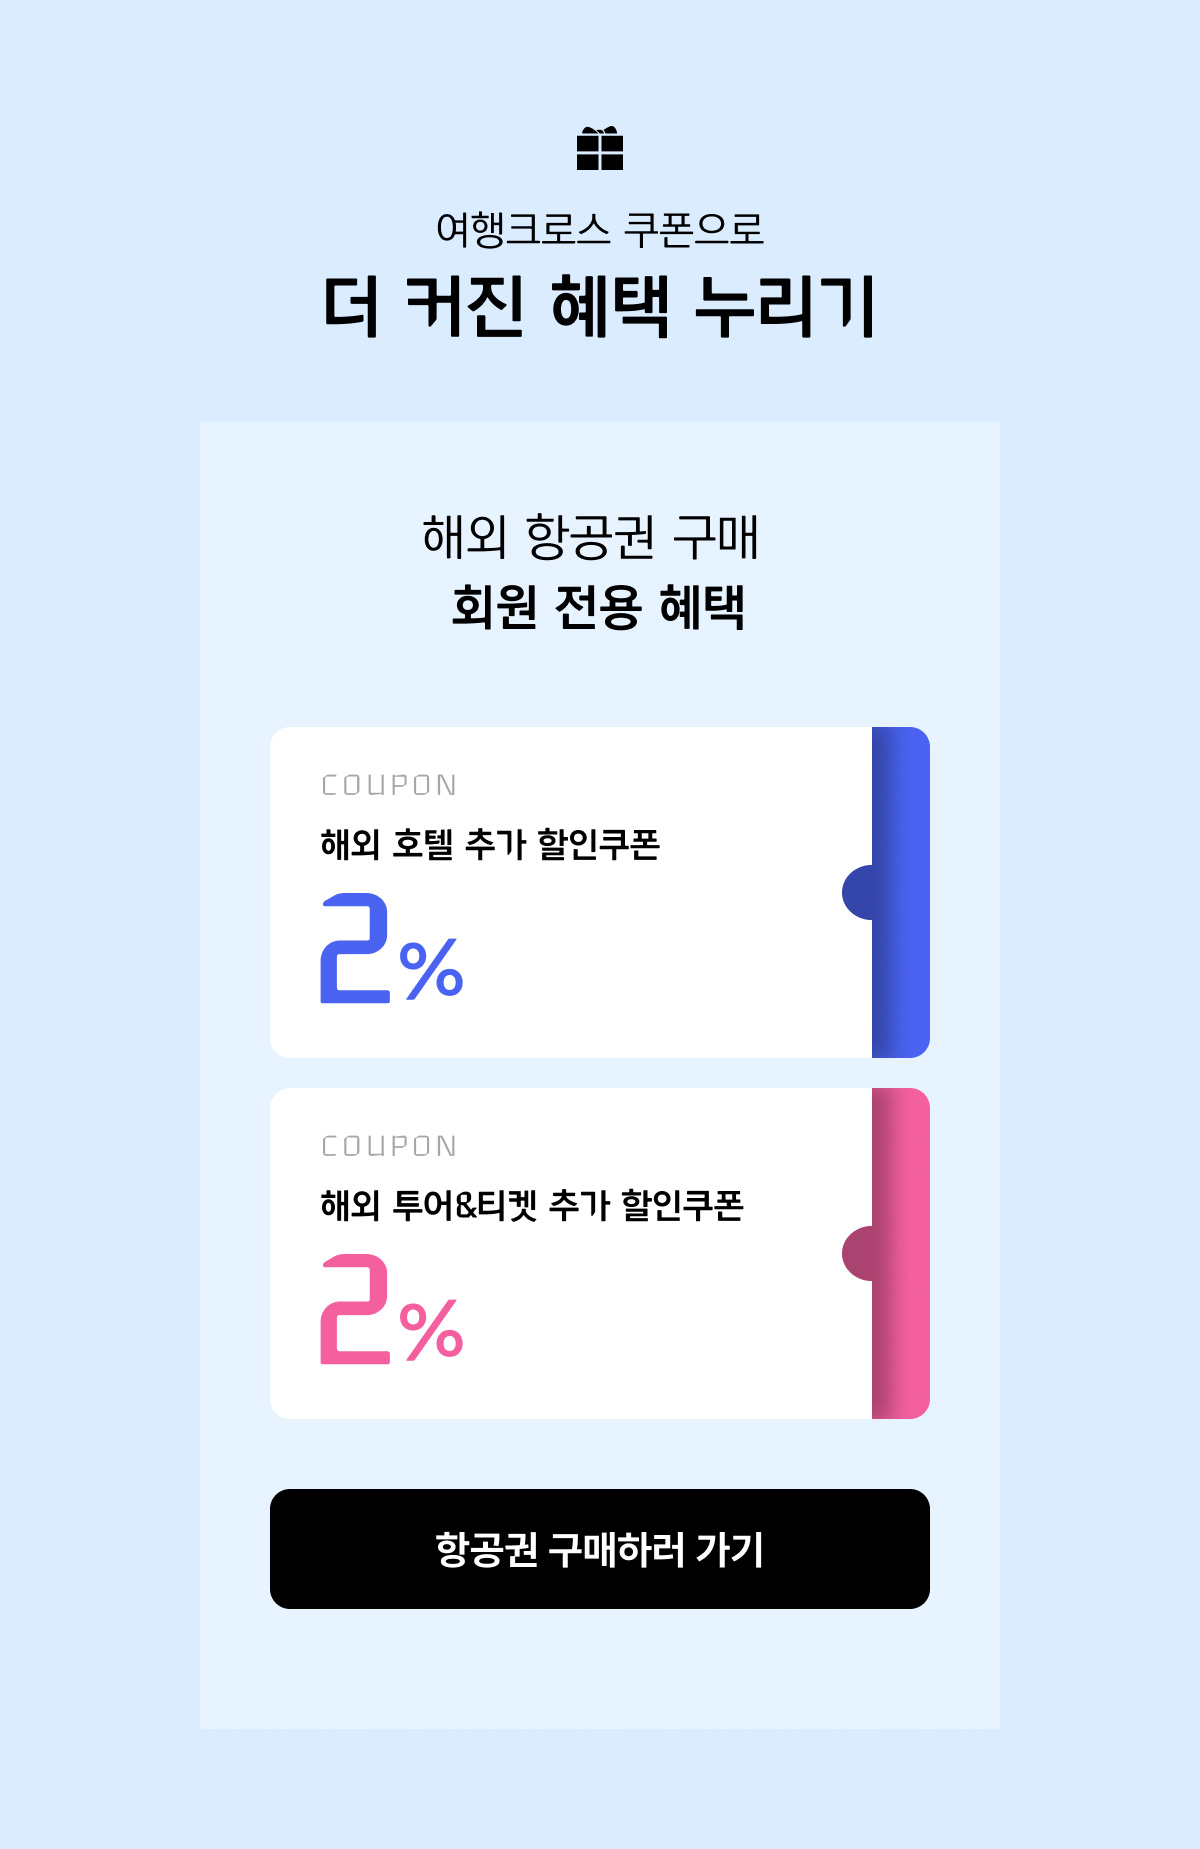 여행크로스 쿠폰으로
더 커진 혜택 누리기
해외 항공권 구매
회원 전용 혜택
COUPON
해외 호텔 추가 할인쿠폰
2%
COUPON
해외 투어&티켓 추가 할인쿠폰
2%
항공권 구매하러 가기